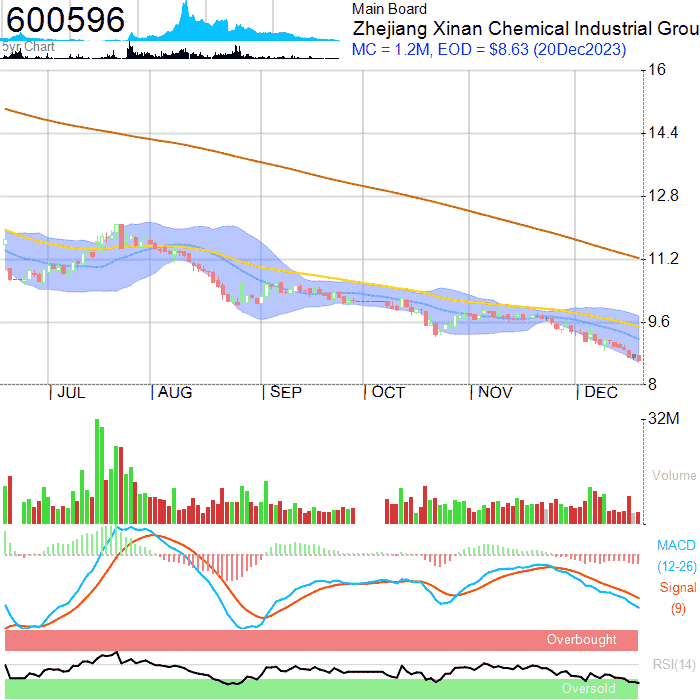 600596
5yr Chart
Main Board
Zhejiang Xinan Chemical Industrial Grou
MC = 1.2M, EOD = $8.63 (20Dec2023)
16
14.4
12.8
11.2
9.6
8
JUL AUG SEP OCT NOV DEC
32M
Volume
MACD
(12-26)
Signal
(9)
Overbought
RSI(14)
Oversold